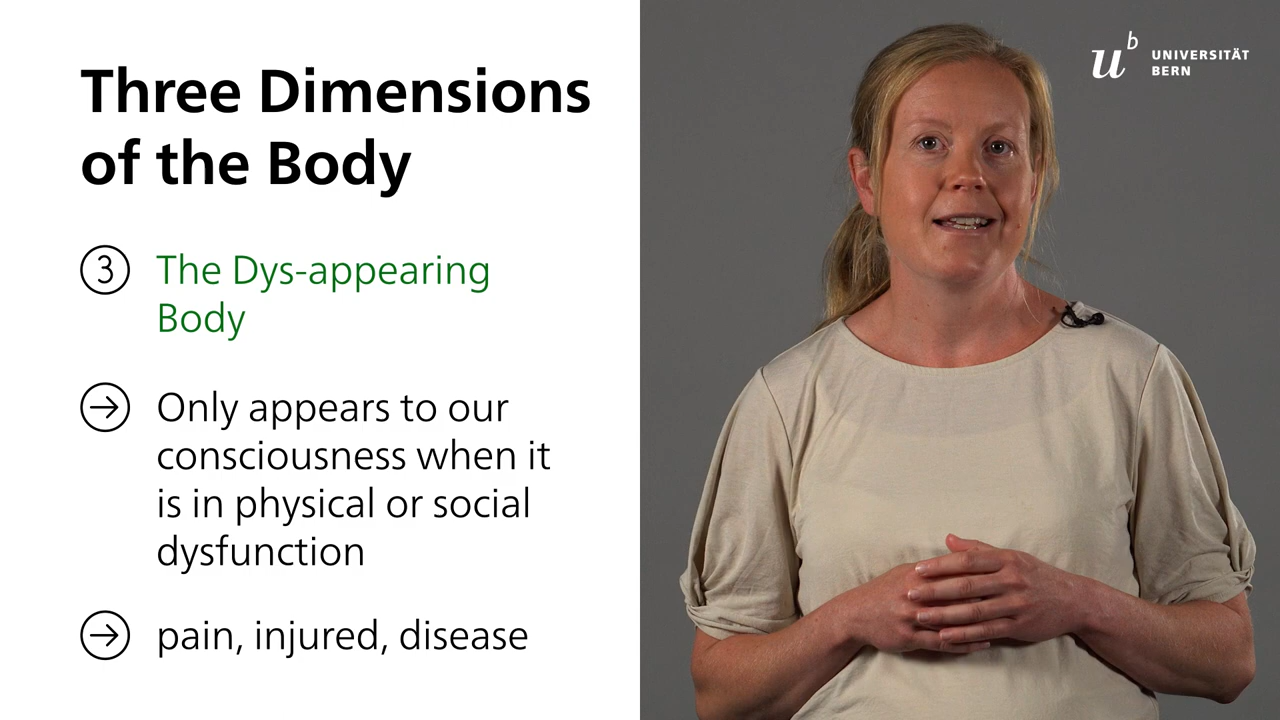 Three Dimensions
of the Body
3 The Dys-appearing
Body
Only appears to our
consciousness when it
is in physical or social
dysfunction
pain, injured, disease
u b UNIVERSITÄT
BERN